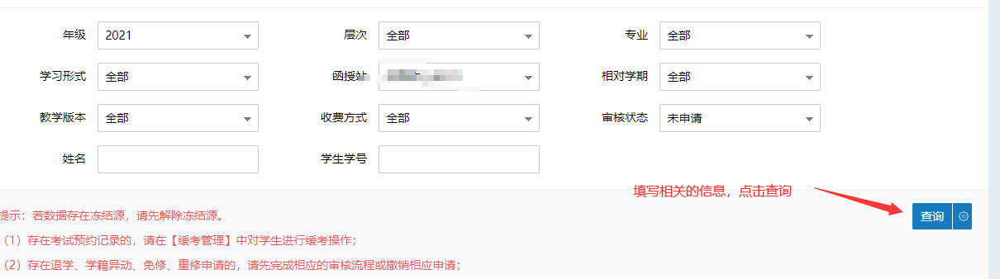 年级 2021 层次 全部 专业 全部
学习形式 全部 函授站 相对学期 全部
教学版本 全部 收费方式 全部 审核状态 未申请
姓名 学生学号
填写相关的信息，点击查询
查询
提示：若数据存在冻结源，请先解除冻结源。
（1）存在考试预约记录的，请在【缓考管理】中对学生进行缓考操作；
（2）存在退学、学籍异动、免修、重修申请的，请先完成相应的审核流程或撤销相应申请；